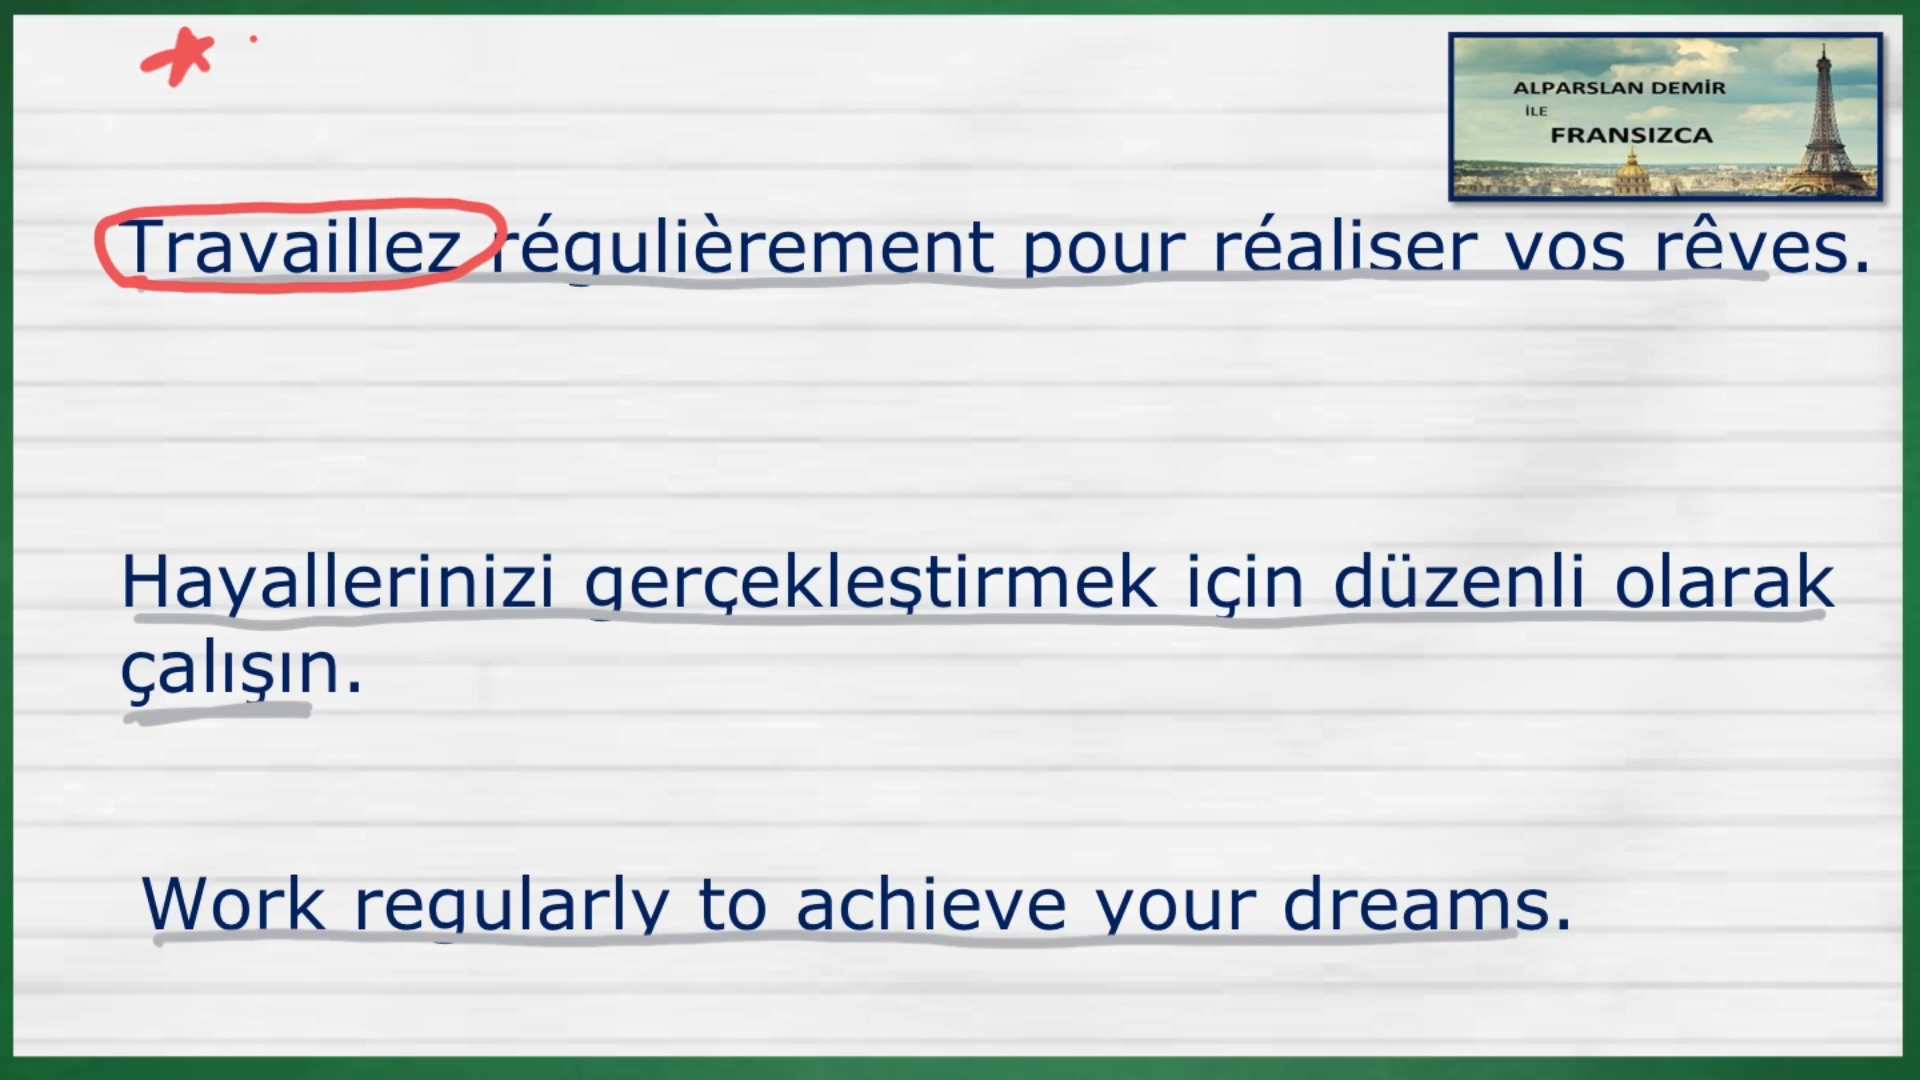 ALPARSLAN DEMİR
İLE
FRANSIZCA
Travaillez régulièrement pour réaliser vos rêves.
Hayallerinizi gerçekleştirmek için düzenli olarak
çalışın.
Work regularly to achieve your dreams.